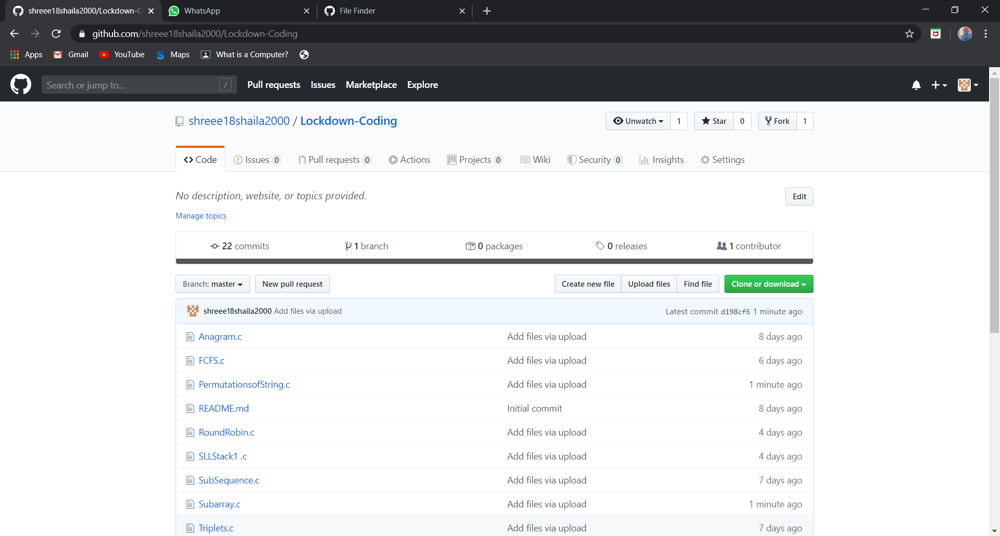 shreee18shaila2000/Lockdown-C
WhatsApp
File Finder
github.com/shreee18shaila2000/Lockdown-Coding
Apps Gmail YouTube Maps What is a Computer?
Search or jump to... / Pull requests Issues Marketplace Explore
shreee18shaila2000 / Lockdown-Coding
Unwatch 1 Star 0 Fork 1
Code Issues 0 Pull requests 0 Actions Projects 0 Wiki Security 0 Insights Settings
No description, website, or topics provided. Edit
Manage topics
22 commits 1 branch 0 packages 0 releases 1 contributor
Branch: master New pull request Create new file Upload files Find file Clone or download
shreee18shaila2000 Add files via upload Latest commit d198cf6 1 minute ago
Anagram.c Add files via upload 8 days ago
FCFS.c Add files via upload 6 days ago
PermutationsofString.c Add files via upload 1 minute ago
README.md Initial commit 8 days ago
RoundRobin.c Add files via upload 4 days ago
SLLStack1 .c Add files via upload 4 days ago
SubSequence.c Add files via upload 7 days ago
Subarray.c Add files via upload 1 minute ago
Triplets.c Add files via upload 7 days ago